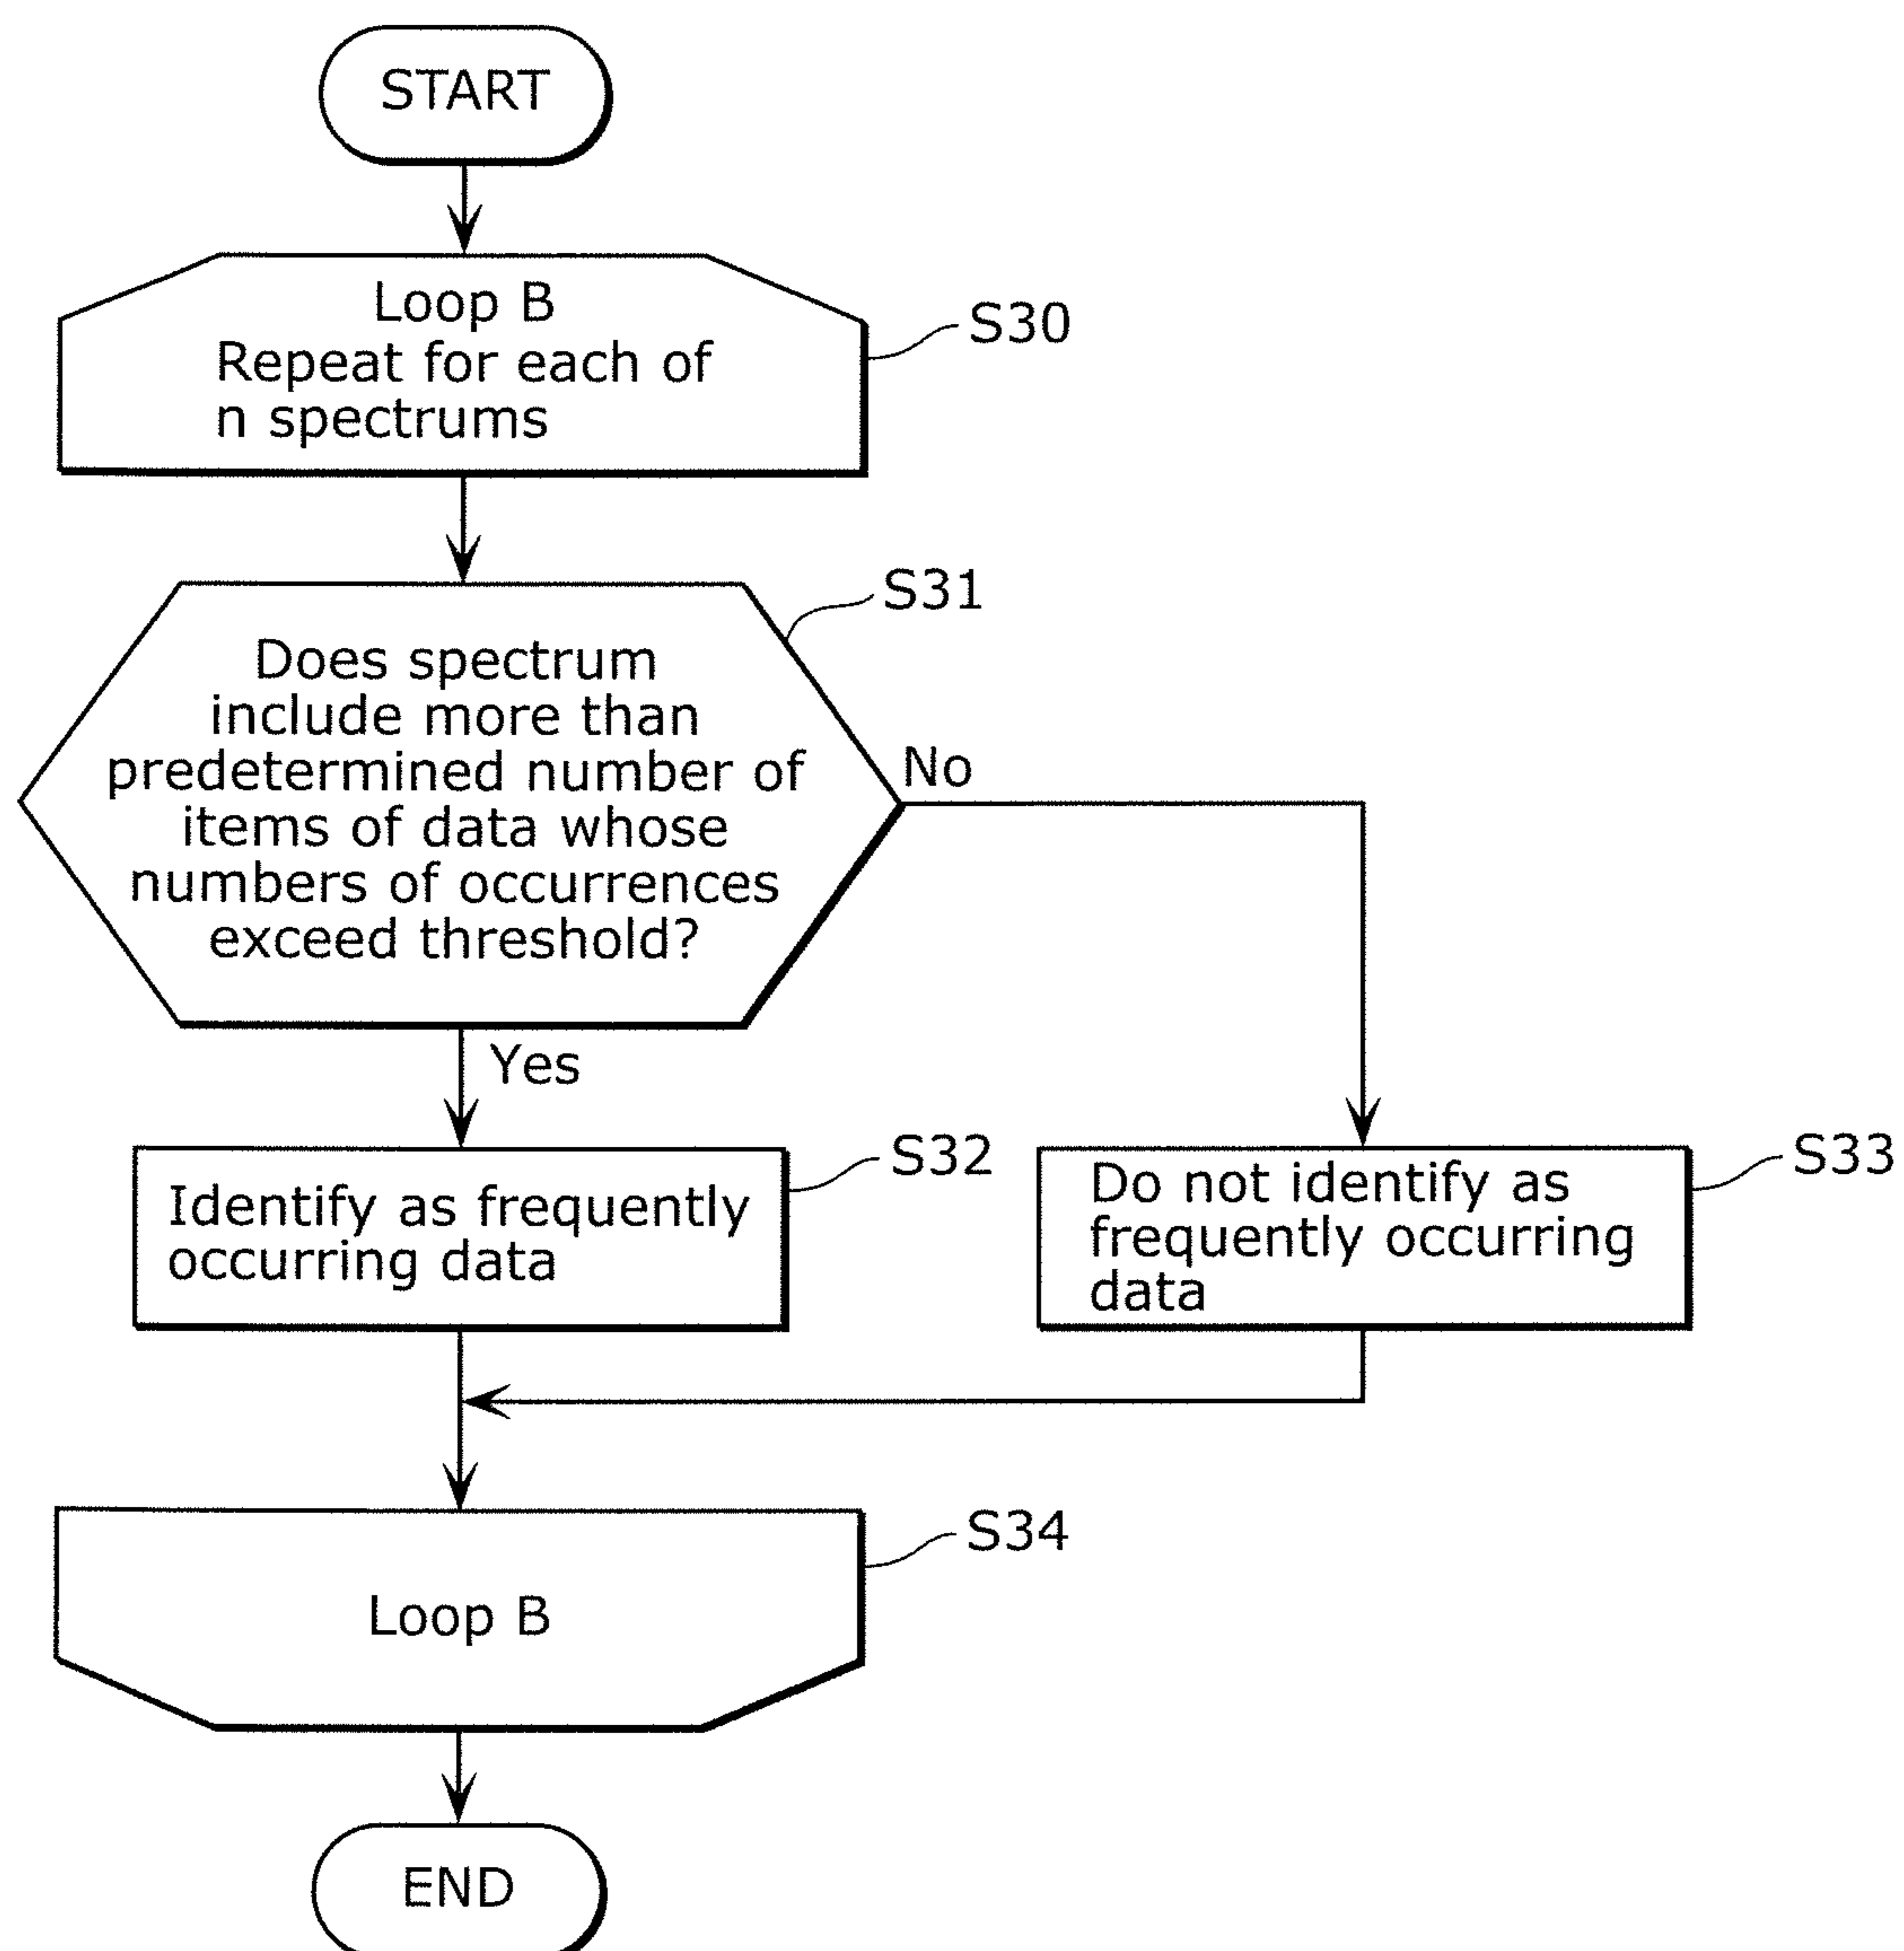 START
Loop B
Repeat for each of
n spectrums
S30
S31
Does spectrum
include more than
predetermined number of
items of data whose
numbers of occurrences
exceed threshold?
No
Yes
S32
Identify as frequently
occurring data
S33
Do not identify as
frequently occurring
data
S34
Loop B
END